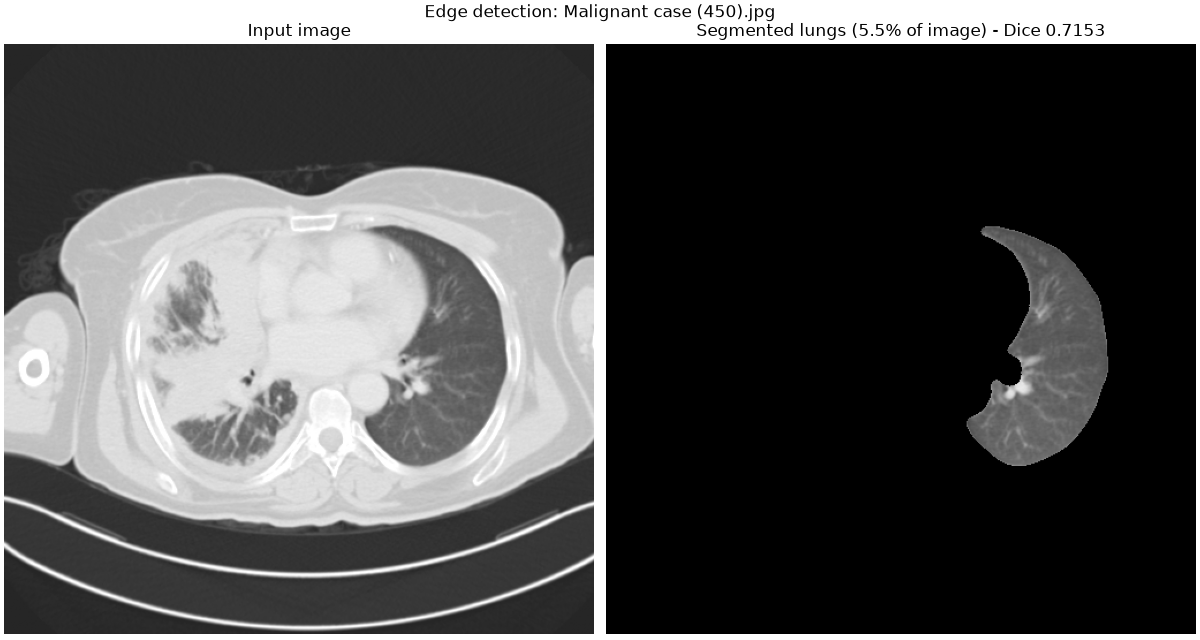 Edge detection: Malignant case (450).jpg
Input image
Segmented lungs (5.5% of image) - Dice 0.7153